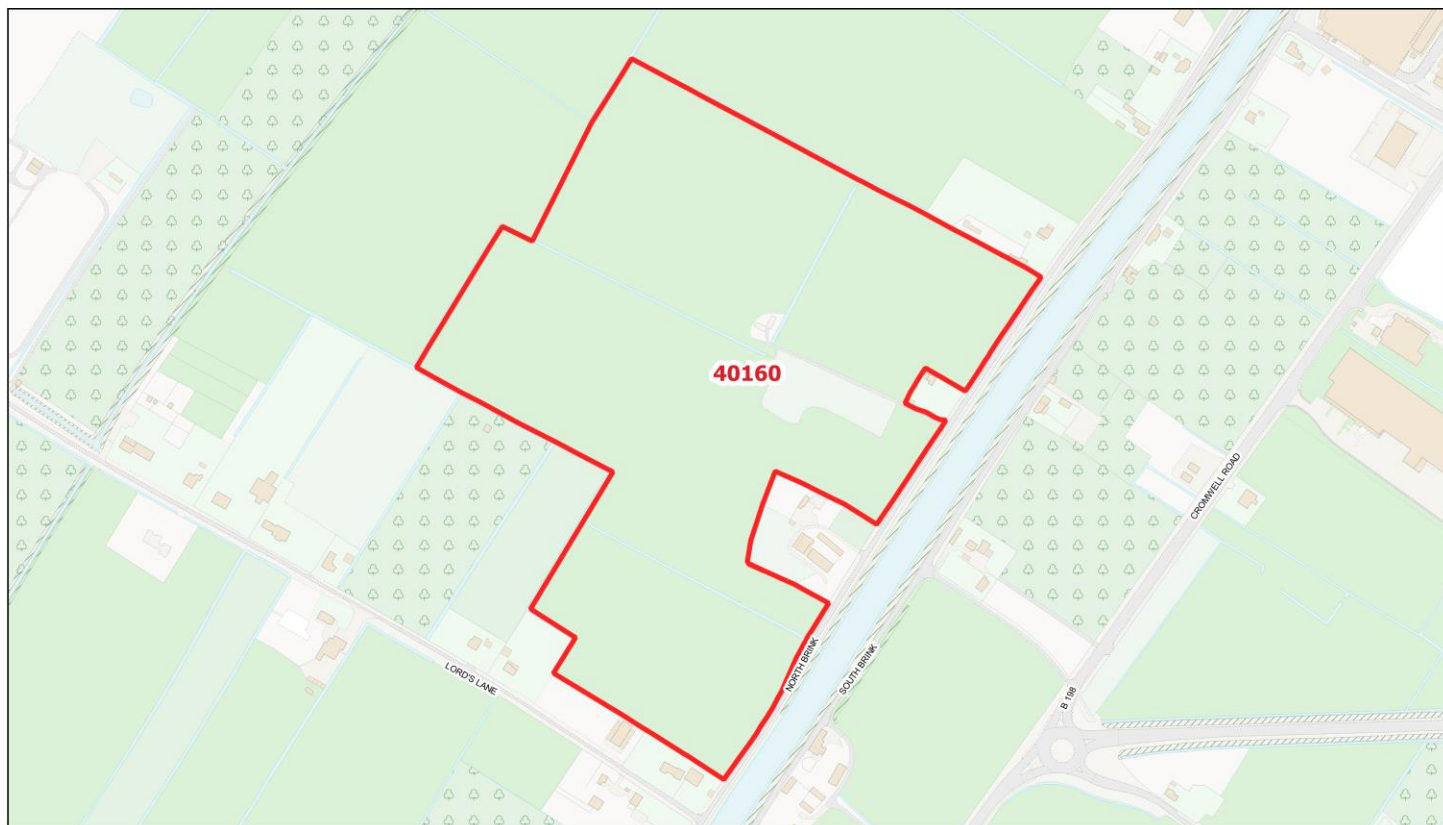 40160
CROMWELL ROAD
NORTH BRINK
SOUTH BRINK
LORD'S LANE
B 198